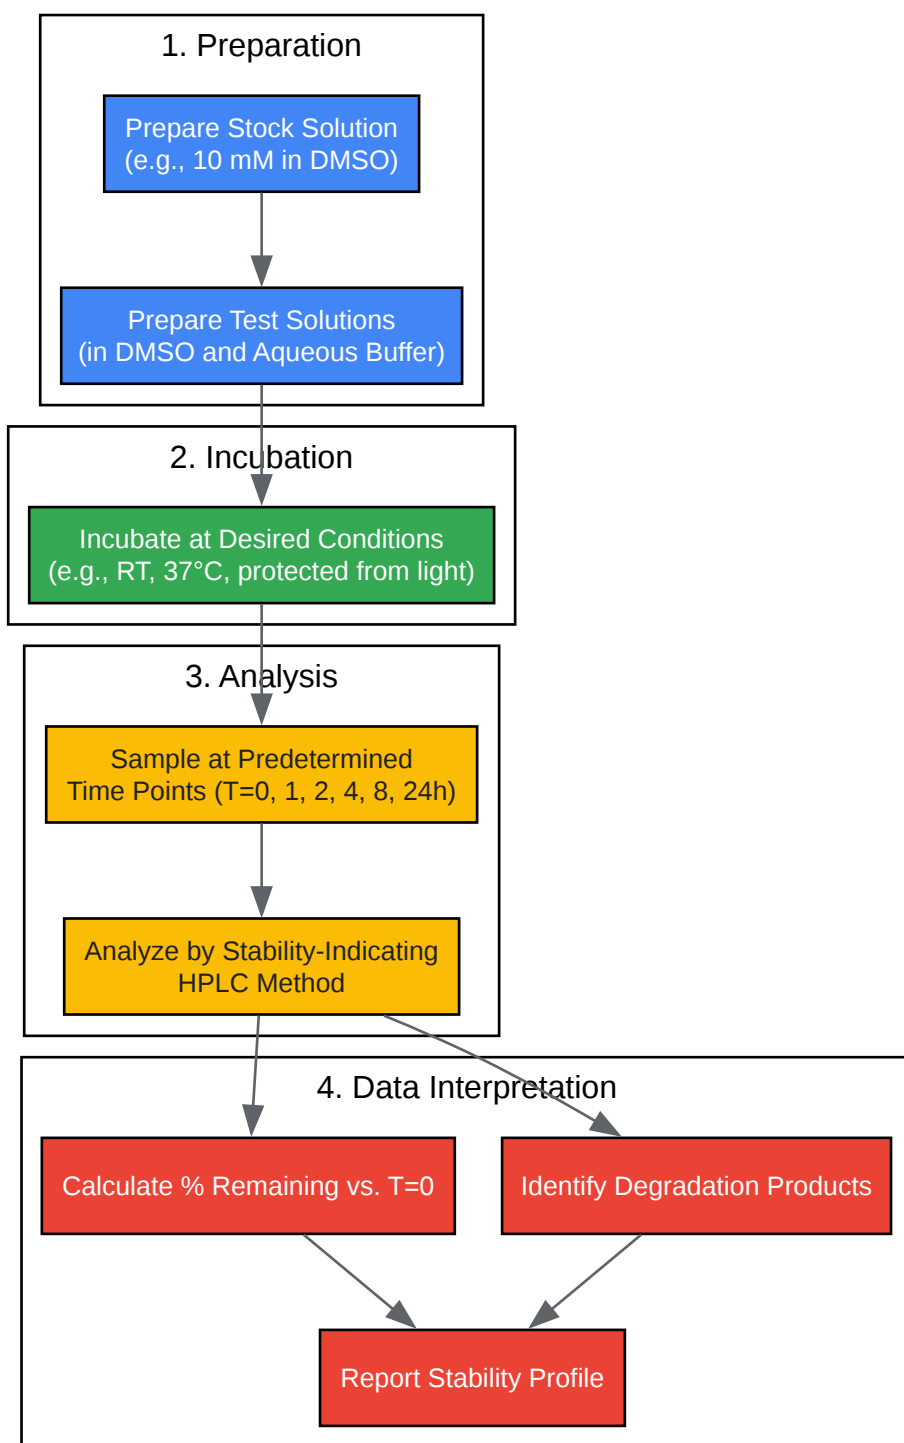 1. Preparation
Prepare Stock Solution
(e.g., 10 mM in DMSO)
Prepare Test Solutions
(in DMSO and Aqueous Buffer)
2. Incubation
Incubate at Desired Conditions
(e.g., RT, 37°C, protected from light)
3. Analysis
Sample at Predetermined
Time Points (T=0, 1, 2, 4, 8, 24h)
Analyze by Stability-Indicating
HPLC Method
4. Data Interpretation
Calculate % Remaining vs. T=0
Identify Degradation Products
Report Stability Profile